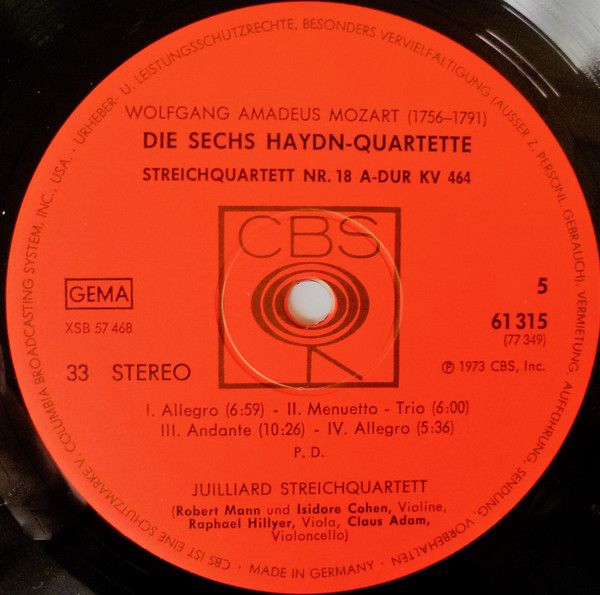 URHEBER- U. LEISTUNGSSCHUTZRECHTE, BESONDERS VERVIELFÄLTIGUNG (AUSSER Z. PERSÖNL. GEBRAUCH), VERMIETUNG, AUFFÜHRUNG, SENDUNG, VORBEHALTEN
WOLFGANG AMADEUS MOZART (1756–1791)
DIE SECHS HAYDN-QUARTETTE
STREICHQUARTETT NR. 18 A-DUR KV 464
CBS
GEMA
XSB 57 468
33 STEREO
5
61 315
(77 349)
℗ 1973 CBS, Inc.
I. Allegro (6:59) - II. Menuetto - Trio (6:00)
III. Andante (10:26) - IV. Allegro (5:36)
P. D.
JUILLIARD STREICHQUARTETT
(Robert Mann und Isidore Cohen, Violine,
Raphael Hillyer, Viola, Claus Adam,
Violoncello)
CBS IST EINE SCHUTZMARKE V. COLUMBIA BROADCASTING SYSTEM, INC., USA. ·
· MADE IN GERMANY ·